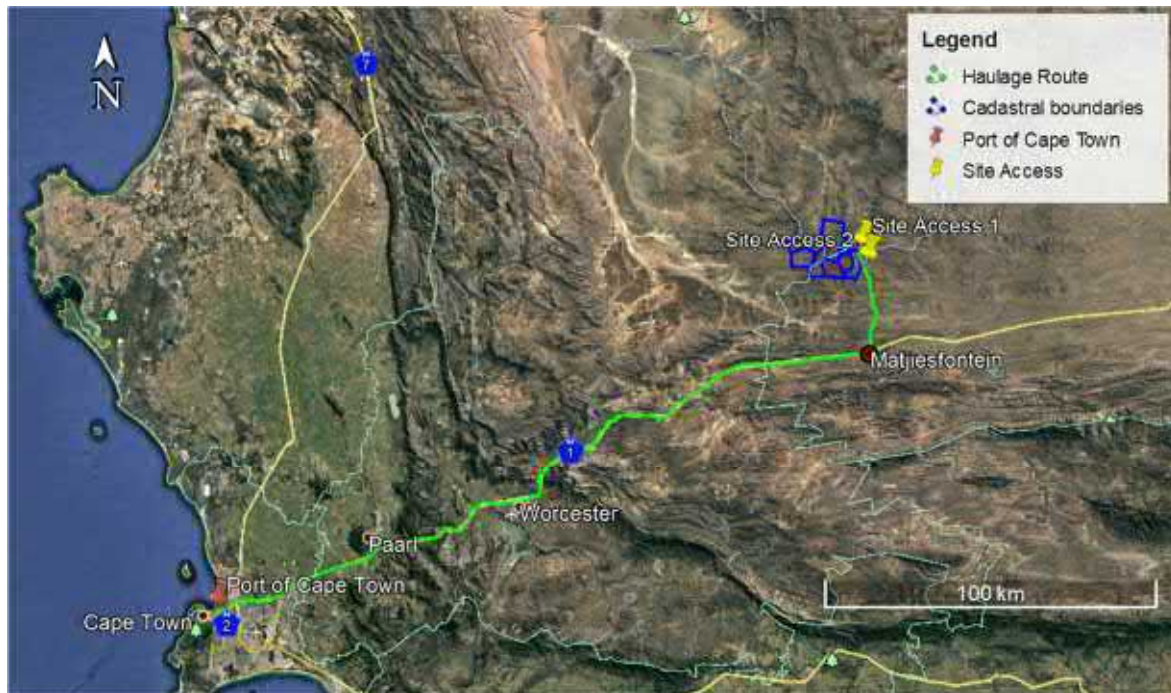 Legend
Haulage Route
Cadastral boundaries
Port of Cape Town
Site Access
N
7
Site Access 1
Site Access 2
Matjiesfontein
1
Worcester
Paarl
Port of Cape Town
Cape Town
2
100 km